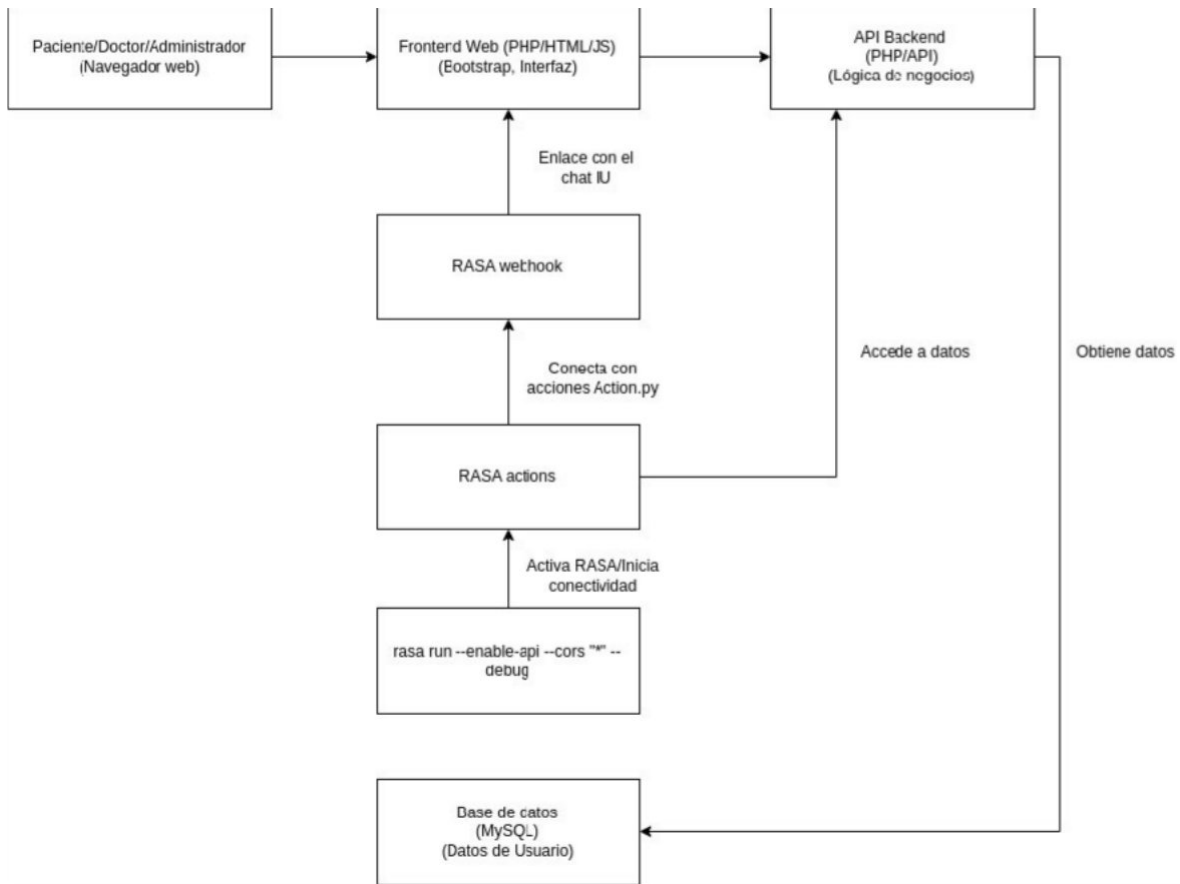 Paciente/Doctor/Administrador
(Navegador web)
Frontend Web (PHP/HTML/JS)
(Bootstrap, Interfaz)
API Backend
(PHP/API)
(Lógica de negocios)
Enlace con el
chat IU
RASA webhook
Conecta con
acciones Action.py
Accede a datos
Obtiene datos
RASA actions
Activa RASA/Inicia
conectividad
rasa run --enable-api --cors "*" --
debug
Base de datos
(MySQL)
(Datos de Usuario)